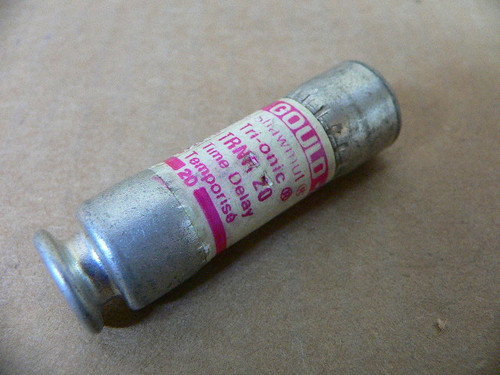 GOULD
Shawmut ®
Tri-onic ®
TRNR 20
Time Delay
Temporisé
20